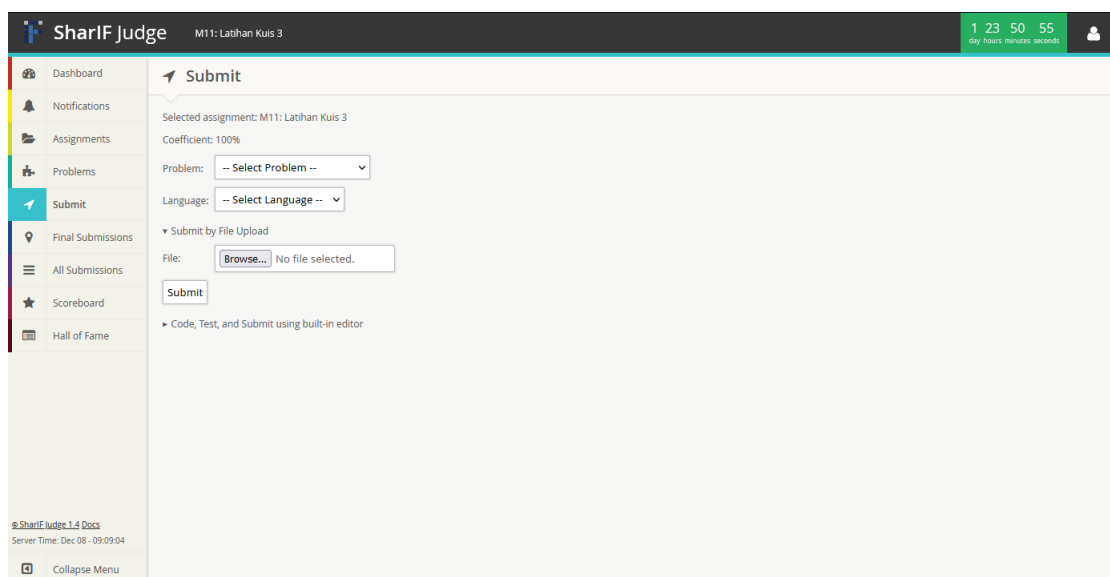 SharIF Judge M11: Latihan Kuis 3 1 23 50 55
day hours minutes seconds
Dashboard
Notifications
Assignments
Problems
Submit
Final Submissions
All Submissions
Scoreboard
Hall of Fame
© SharIF Judge 1.4 Docs
Server Time: Dec 08 - 09:09:04
Collapse Menu
Submit
Selected assignment: M11: Latihan Kuis 3
Coefficient: 100%
Problem: -- Select Problem --
Language: -- Select Language --
▾ Submit by File Upload
File: Browse... No file selected.
Submit
▸ Code, Test, and Submit using built-in editor